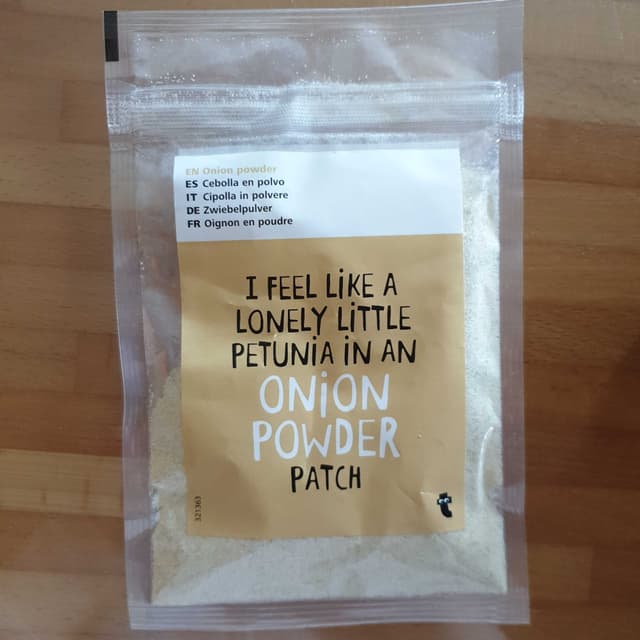 EN Onion powder
ES Cebolla en polvo
IT Cipolla in polvere
DE Zwiebelpulver
FR Oignon en poudre
I FEEL LiKE A
LONELY LiTTLE
PETUNIA iN AN
ONiON
POWDER
PATCH
321363
t